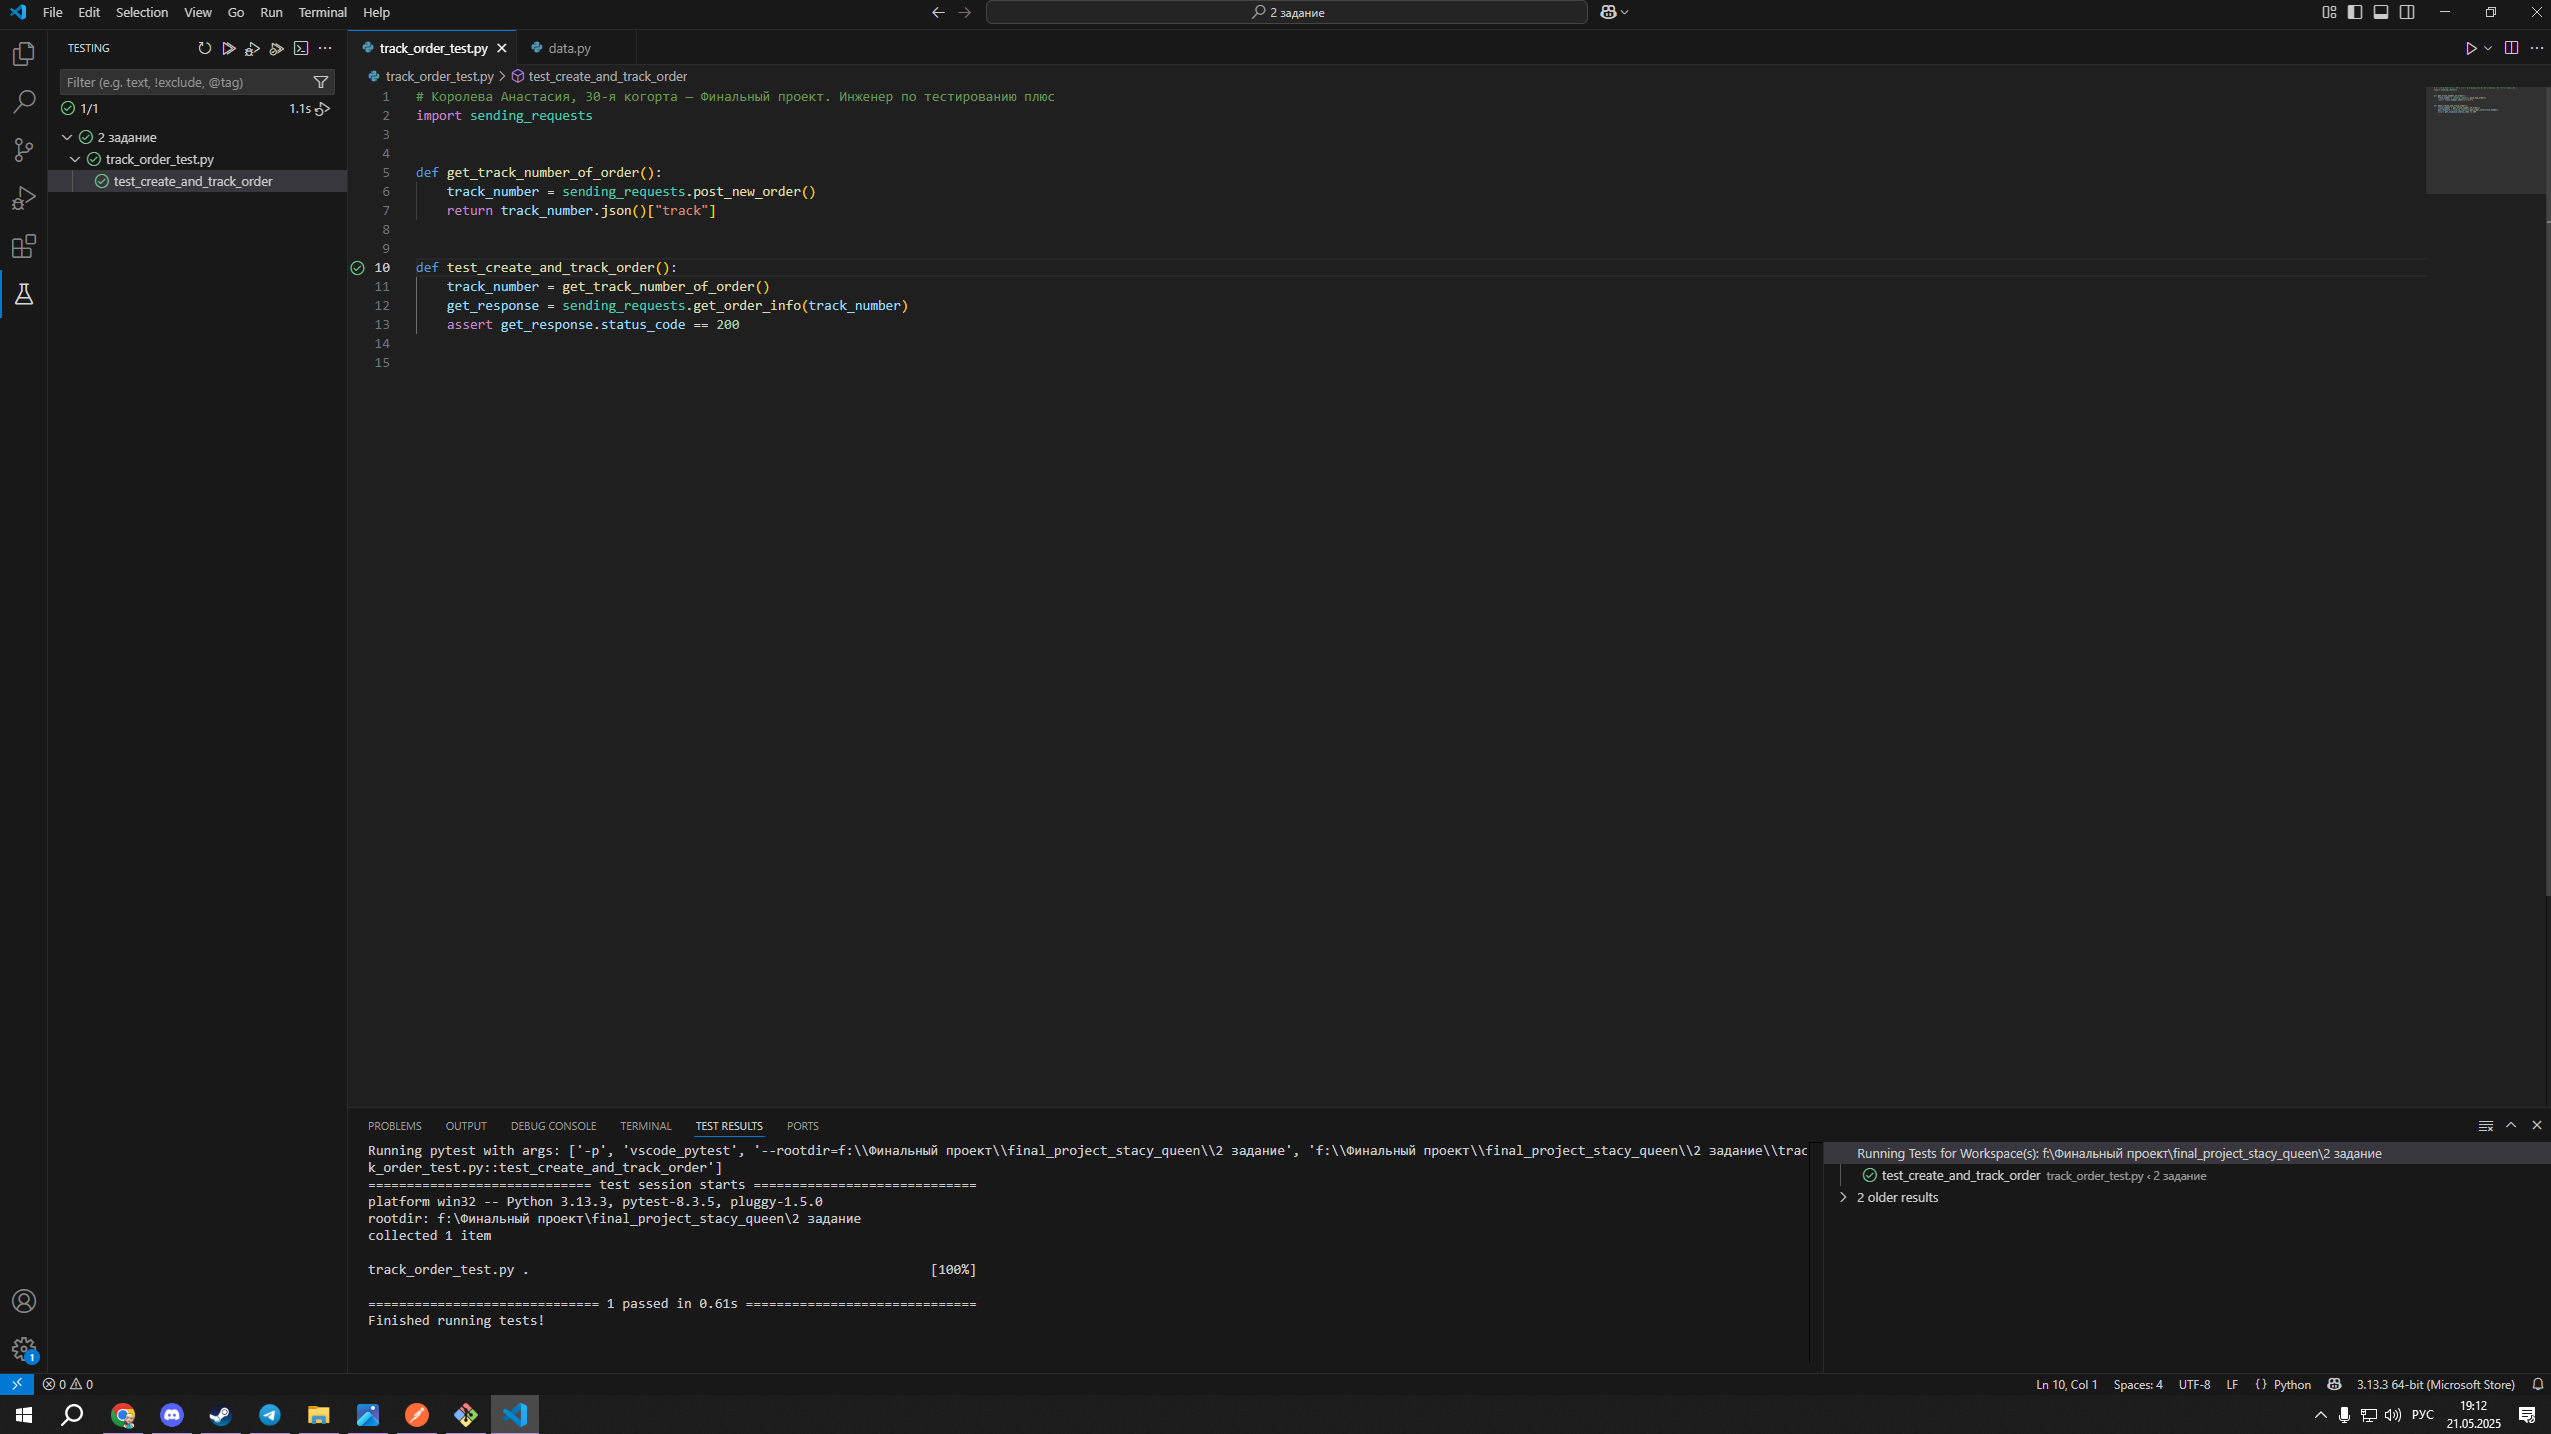 File Edit Selection View Go Run Terminal Help
2 задание
TESTING
Filter (e.g. text, !exclude, @tag)
1/1
1.1s
2 задание
track_order_test.py
test_create_and_track_order
track_order_test.py
data.py
track_order_test.py > test_create_and_track_order
1 # Королева Анастасия, 30-я когорта — Финальный проект. Инженер по тестированию плюс
2 import sending_requests
3
4
5 def get_track_number_of_order():
6 track_number = sending_requests.post_new_order()
7 return track_number.json()["track"]
8
9
10 def test_create_and_track_order():
11 track_number = get_track_number_of_order()
12 get_response = sending_requests.get_order_info(track_number)
13 assert get_response.status_code == 200
14
15
PROBLEMS OUTPUT DEBUG CONSOLE TERMINAL TEST RESULTS PORTS
Running pytest with args: ['-p', 'vscode_pytest', '--rootdir=f:\\Финальный проект\\final_project_stacy_queen\\2 задание', 'f:\\Финальный проект\\final_project_stacy_queen\\2 задание\\trac
k_order_test.py::test_create_and_track_order']
============================= test session starts =============================
platform win32 -- Python 3.13.3, pytest-8.3.5, pluggy-1.5.0
rootdir: f:\Финальный проект\final_project_stacy_queen\2 задание
collected 1 item
track_order_test.py . [100%]
============================== 1 passed in 0.61s ==============================
Finished running tests!
Running Tests for Workspace(s): f:\Финальный проект\final_project_stacy_queen\2 задание
test_create_and_track_order track_order_test.py ‹ 2 задание
2 older results
1
0 0
Ln 10, Col 1 Spaces: 4 UTF-8 LF {} Python 3.13.3 64-bit (Microsoft Store)
РУС
19:12
21.05.2025